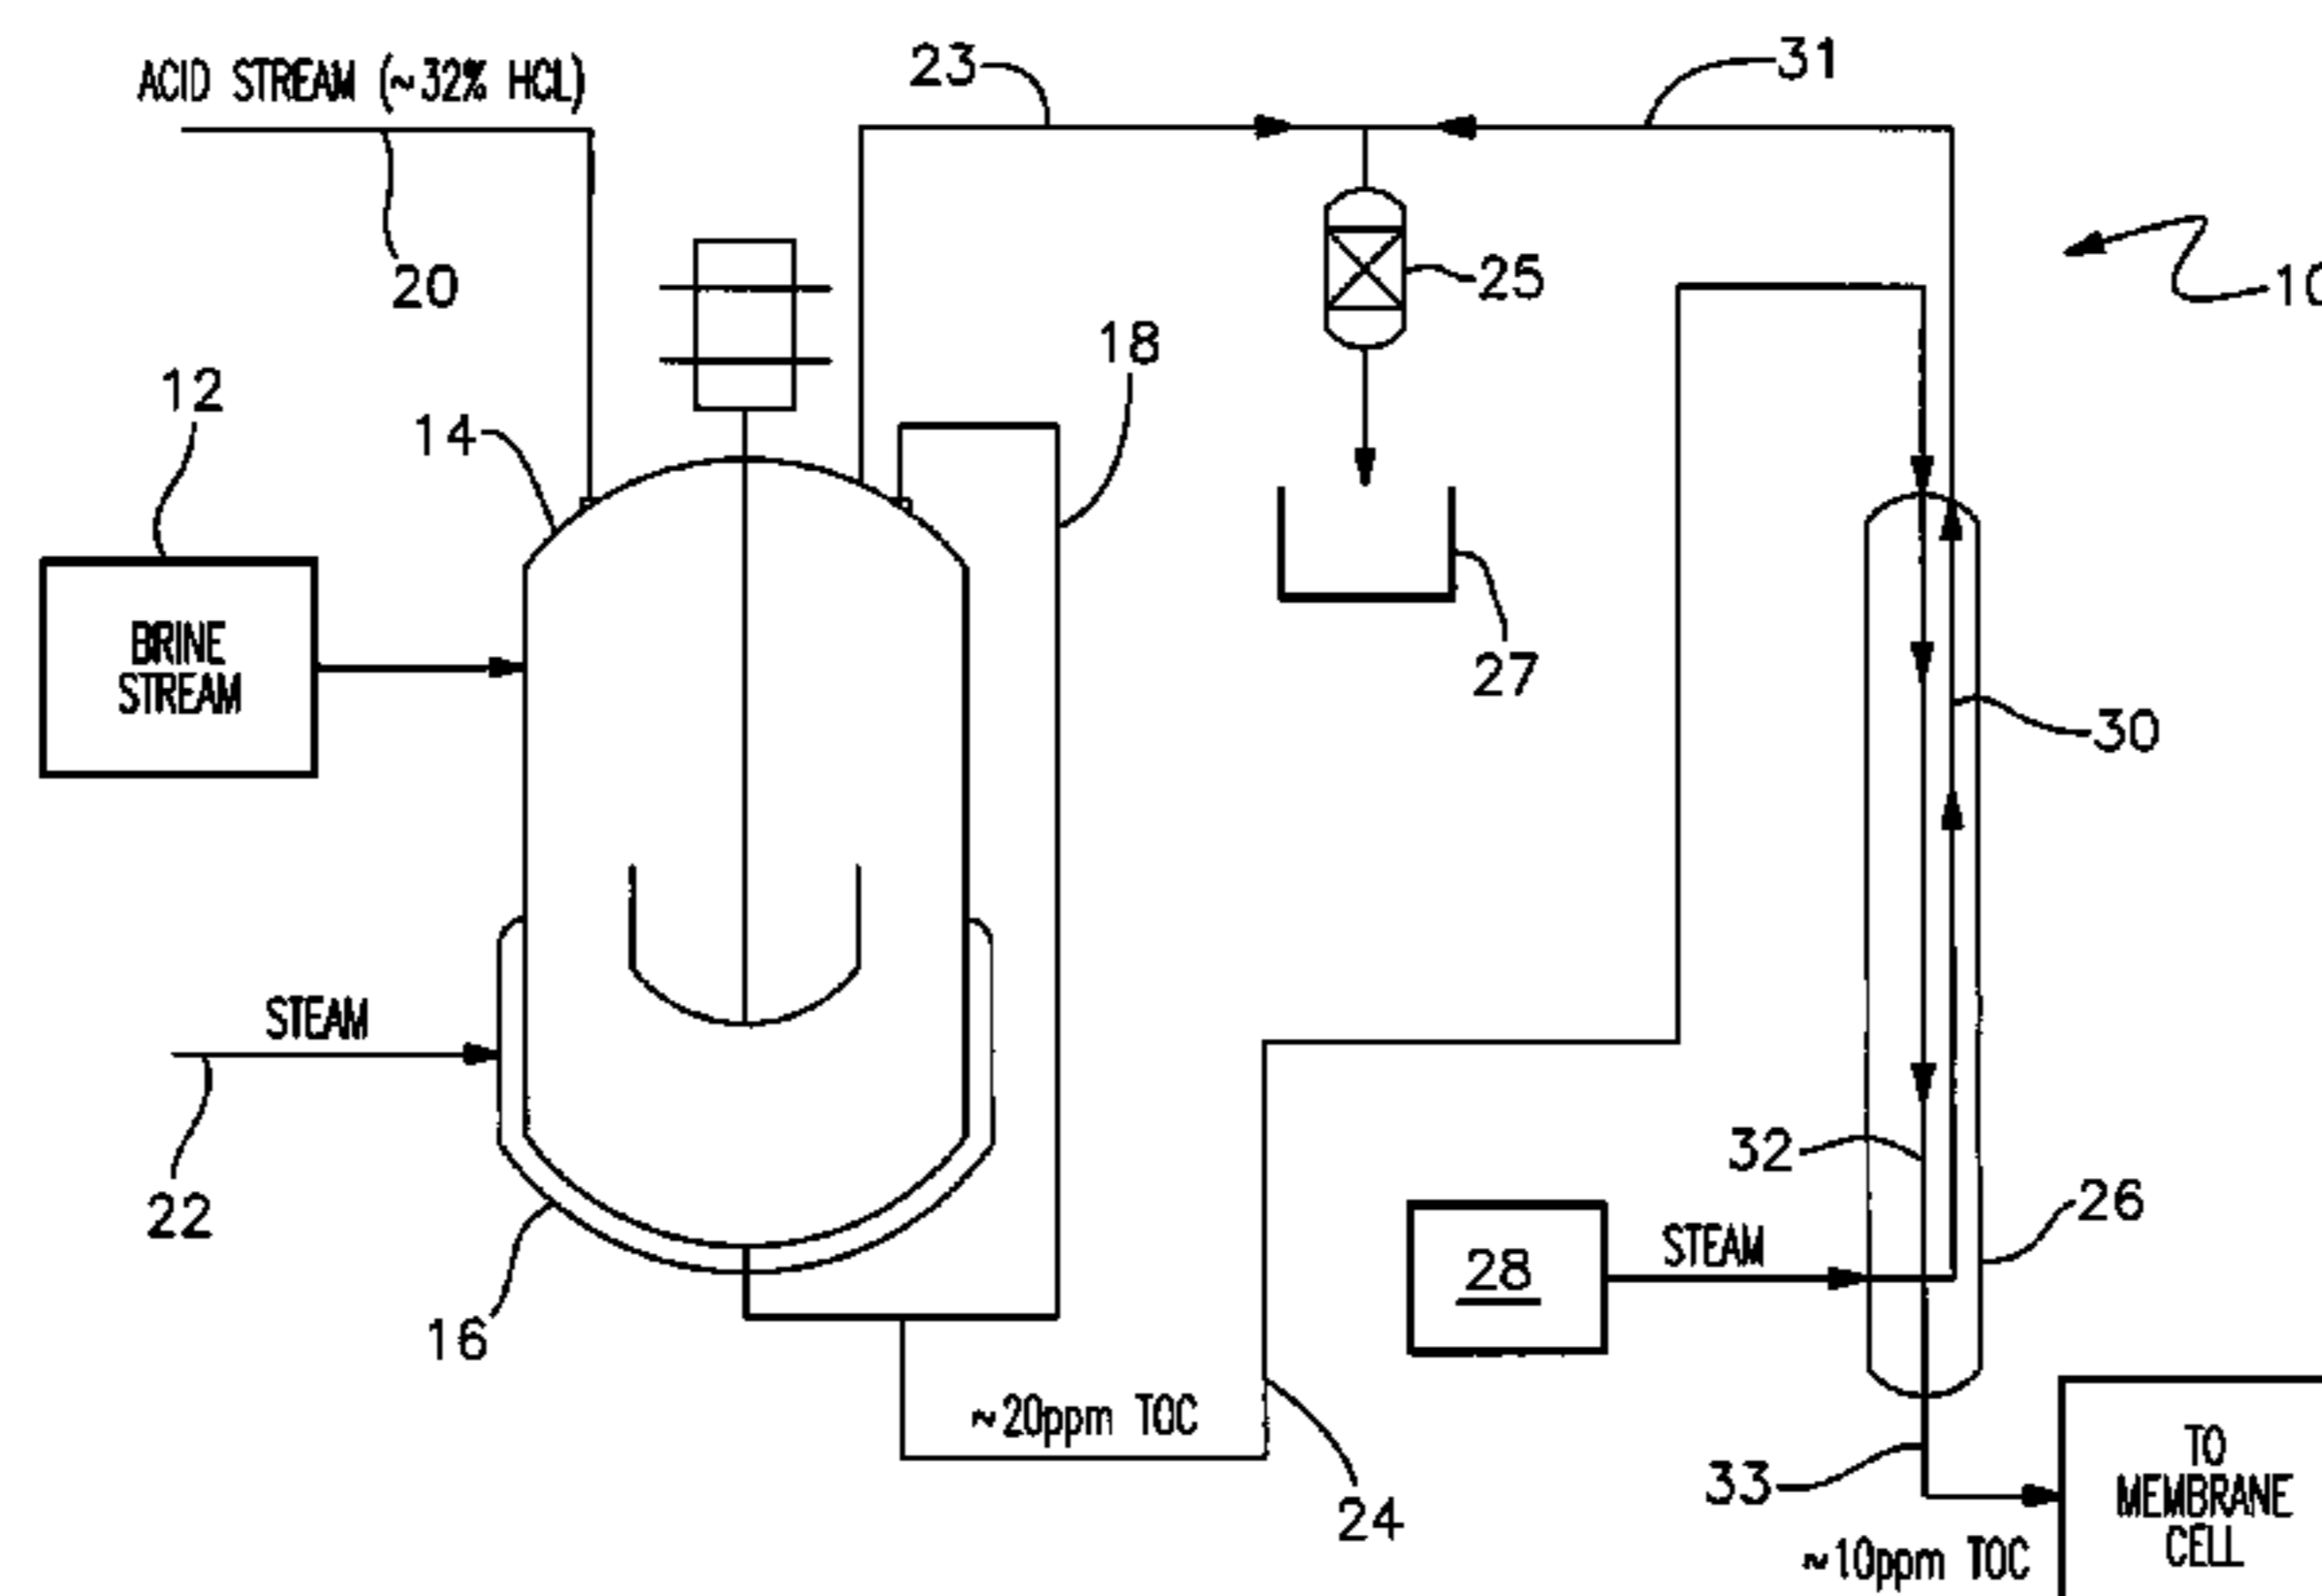 ACID STREAM (~32% HCL)
23
31
20
25
10
18
12
14
BRINE
STREAM
27
30
STEAM
22
32
26
28
STEAM
16
~20ppm TOC
24
33
TO
MEMBRANE
CELL
~10ppm TOC